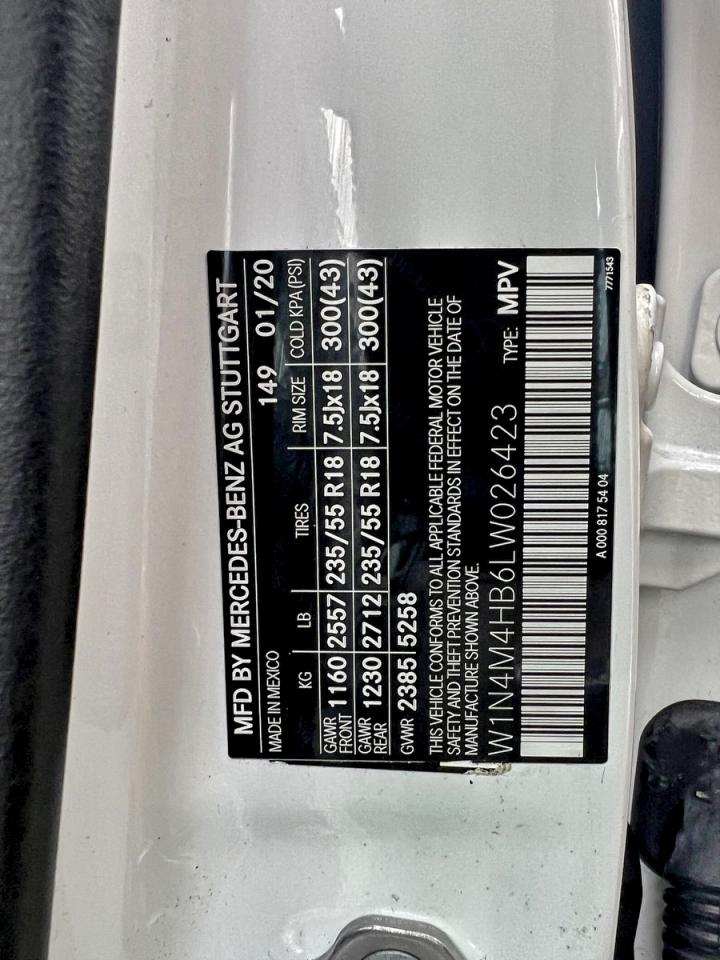 MFD BY MERCEDES-BENZ AG STUTTGART
MADE IN MEXICO 149 01/20
KG LB TIRES RIM SIZE COLD KPA (PSI)
GAWR FRONT 1160 2557 235/55 R18 7.5Jx18 300(43)
GAWR REAR 1230 2712 235/55 R18 7.5Jx18 300(43)
GVWR 2385 5258
THIS VEHICLE CONFORMS TO ALL APPLICABLE FEDERAL MOTOR VEHICLE
SAFETY AND THEFT PREVENTION STANDARDS IN EFFECT ON THE DATE OF
MANUFACTURE SHOWN ABOVE.
W1N4M4HB6LW026423 TYPE: MPV
A 000 817 54 04 7771543